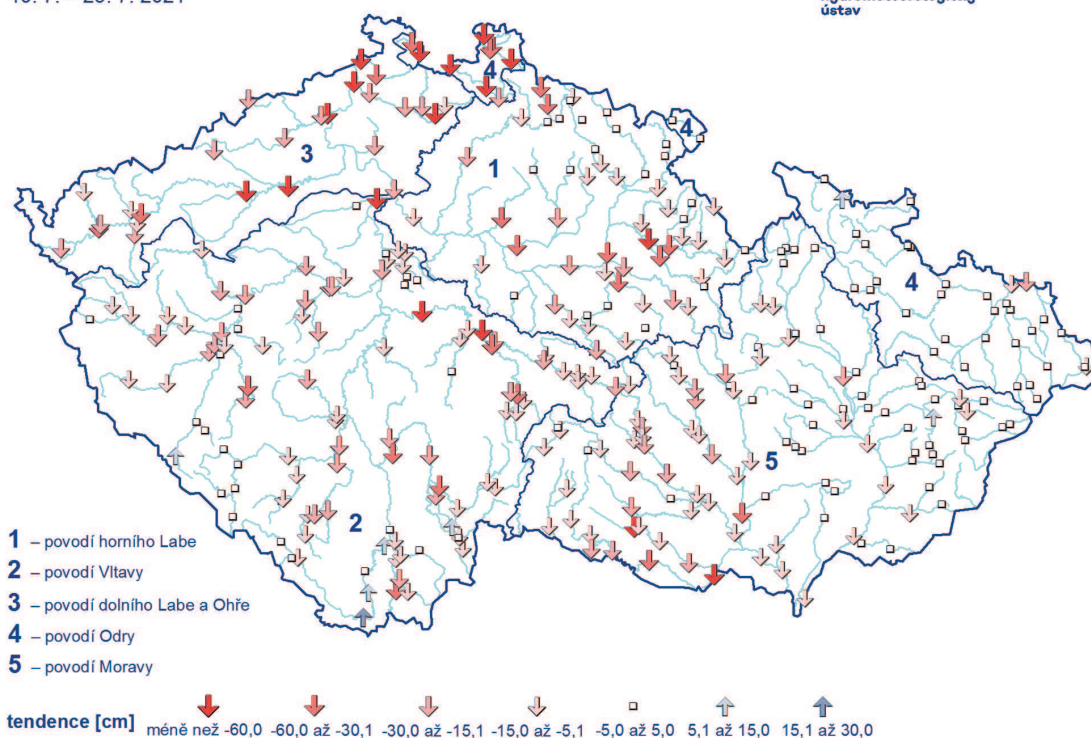 ústav
4
4
3
1
4
5
2
1 – povodí horního Labe
2 – povodí Vltavy
3 – povodí dolního Labe a Ohře
4 – povodí Odry
5 – povodí Moravy
tendence [cm] méně než -60,0 -60,0 až -30,1 -30,0 až -15,1 -15,0 až -5,1 -5,0 až 5,0 5,1 až 15,0 15,1 až 30,0